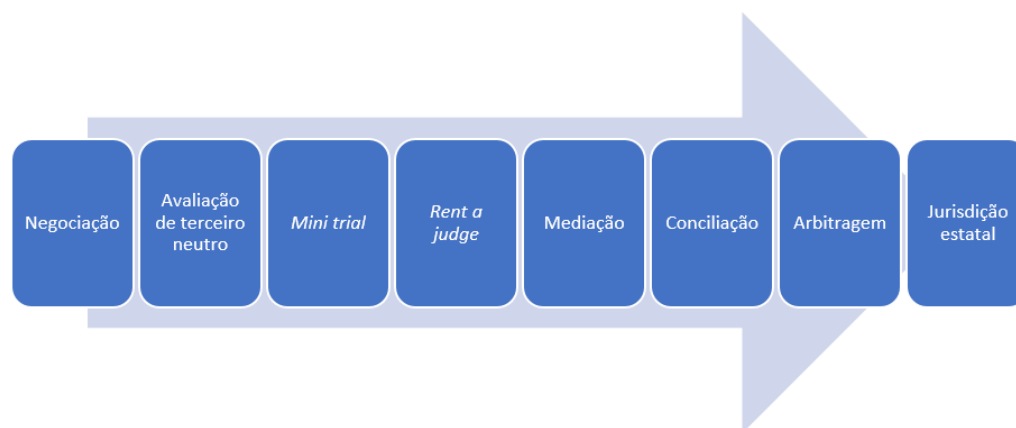 Negociação
Avaliação
de terceiro
neutro
Mini trial
Rent a
judge
Mediação
Conciliação
Arbitragem
Jurisdição
estatal